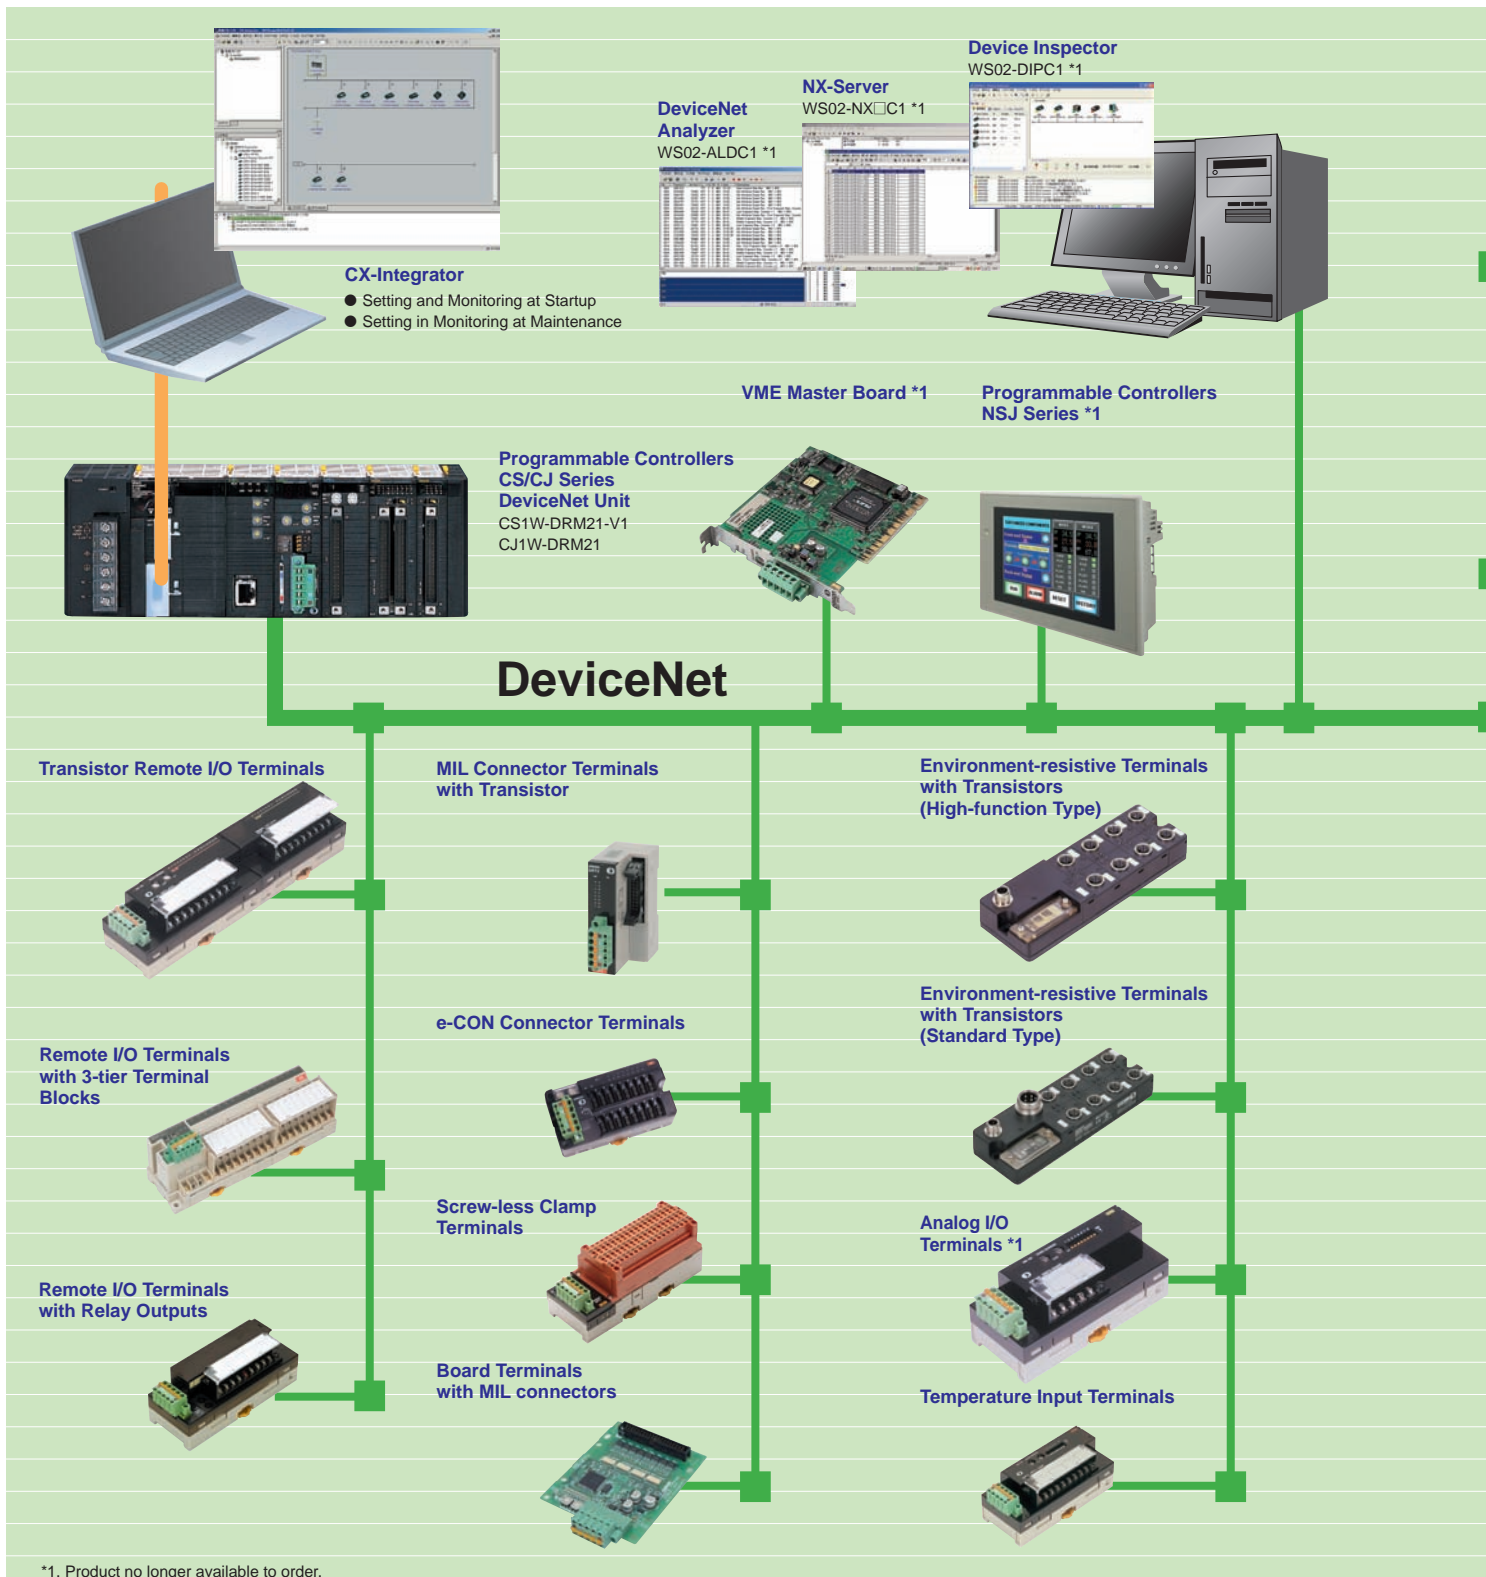 Device Inspector
WS02-DIPC1 *1
NX-Server
WS02-NX□C1 *1
DeviceNet
Analyzer
WS02-ALDC1 *1
CX-Integrator
● Setting and Monitoring at Startup
● Setting in Monitoring at Maintenance
VME Master Board *1
Programmable Controllers
NSJ Series *1
Programmable Controllers
CS/CJ Series
DeviceNet Unit
CS1W-DRM21-V1
CJ1W-DRM21
DeviceNet
Transistor Remote I/O Terminals
MIL Connector Terminals
with Transistor
Environment-resistive Terminals
with Transistors
(High-function Type)
Remote I/O Terminals
with 3-tier Terminal
Blocks
e-CON Connector Terminals
Environment-resistive Terminals
with Transistors
(Standard Type)
Remote I/O Terminals
with Relay Outputs
Screw-less Clamp
Terminals
Analog I/O
Terminals *1
Board Terminals
with MIL connectors
Temperature Input Terminals
*1. Product no longer available to order.